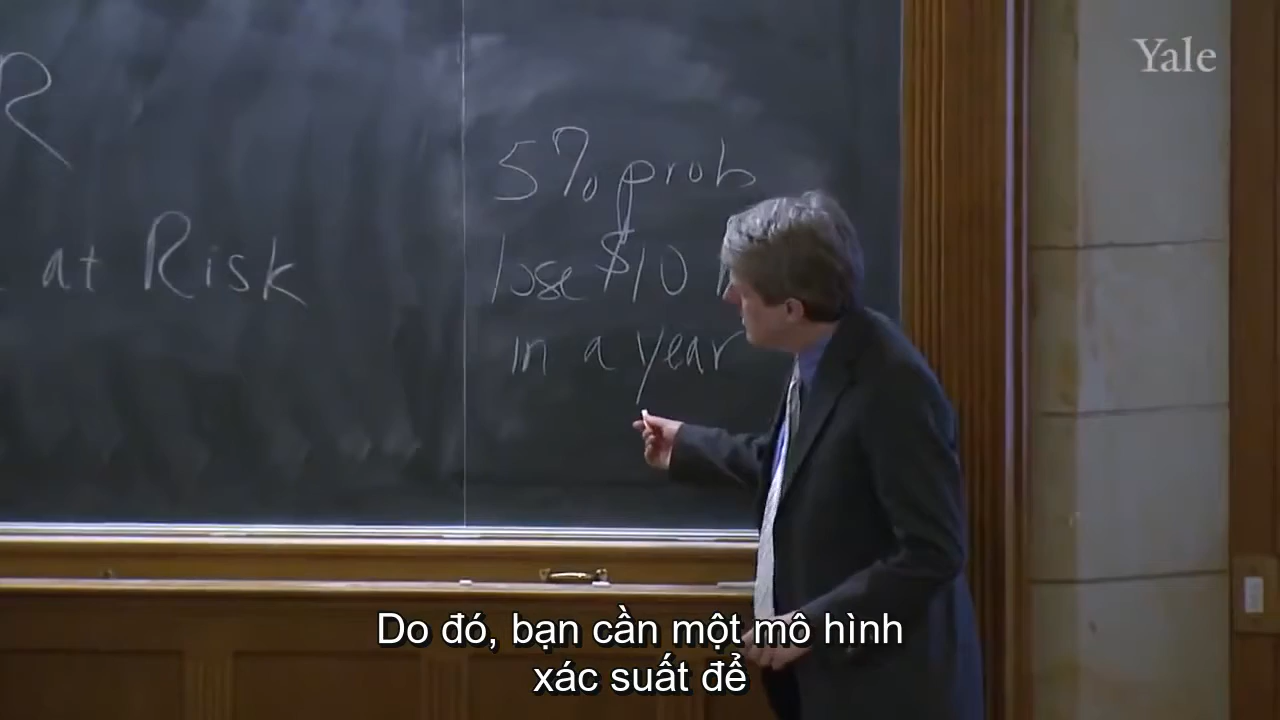 Yale
R
at Risk
5% prob
lose $10
in a year
Do đó, bạn cần một mô hình
xác suất để